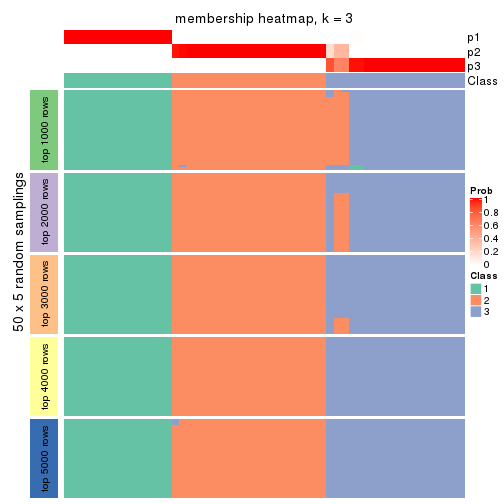 membership heatmap, k = 3
p1
p2
p3
Class
50 x 5 random samplings
top 1000 rows
top 2000 rows
top 3000 rows
top 4000 rows
top 5000 rows
Prob
1
0.8
0.6
0.4
0.2
0
Class
1
2
3